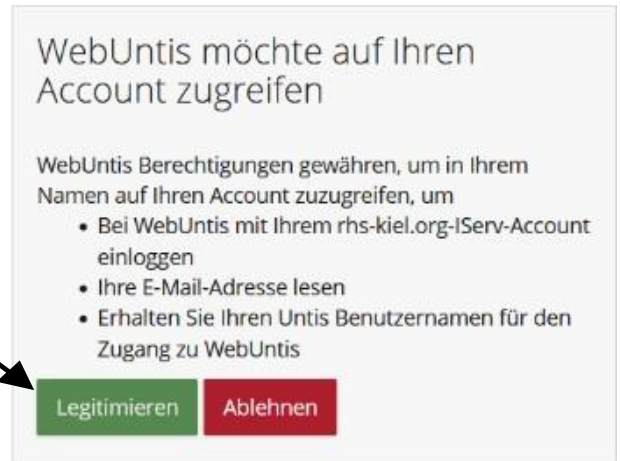 WebUntis möchte auf Ihren
Account zugreifen
WebUntis Berechtigungen gewähren, um in Ihrem
Namen auf Ihren Account zuzugreifen, um
• Bei WebUntis mit Ihrem rhs-kiel.org-IServ-Account
einloggen
• Ihre E-Mail-Adresse lesen
• Erhalten Sie Ihren Untis Benutzernamen für den
Zugang zu WebUntis
Legitimieren Ablehnen